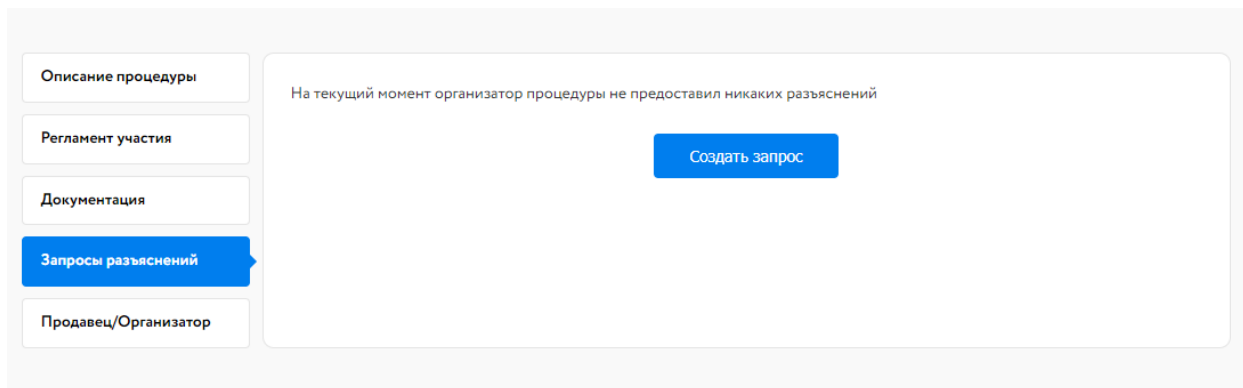 Описание процедуры
Регламент участия
Документация
Запросы разъяснений
Продавец/Организатор
На текущий момент организатор процедуры не предоставил никаких разъяснений
Создать запрос